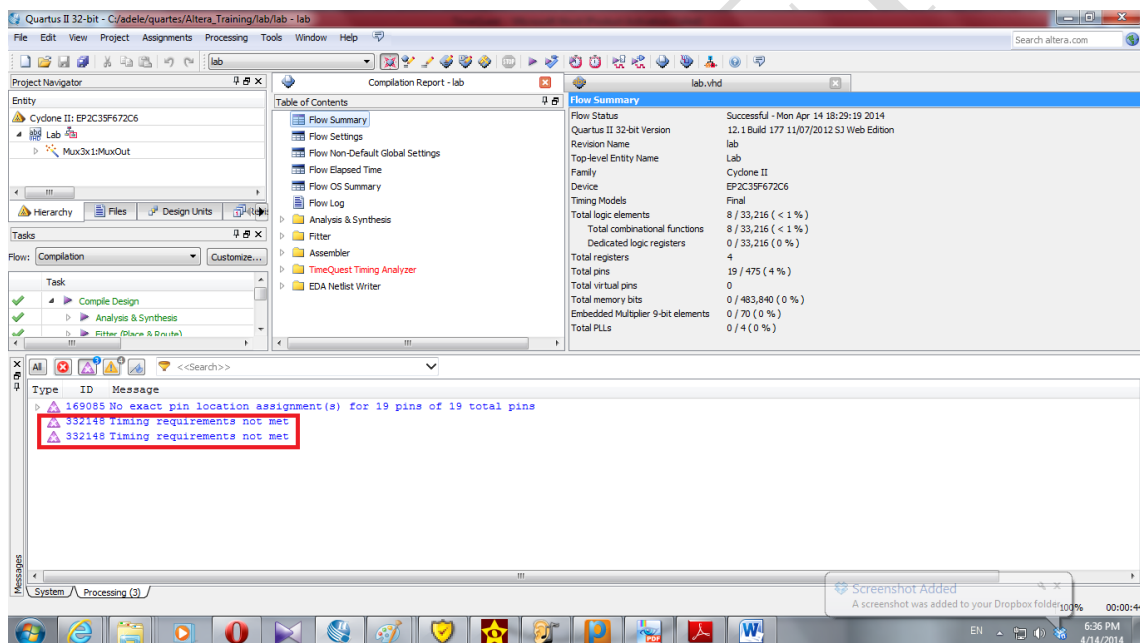 Quartus II 32-bit - C:/adele/quartes/Altera_Training/lab/lab - lab
File Edit View Project Assignments Processing Tools Window Help
Search altera.com
lab
Project Navigator
Entity
Cyclone II: EP2C35F672C6
Lab
Mux3x1:MuxOut
Hierarchy Files Design Units
Tasks
Flow: Compilation Customize...
Task
Compile Design
Analysis & Synthesis
Fitter (Place & Route)
Compilation Report - lab
Table of Contents
Flow Summary
Flow Settings
Flow Non-Default Global Settings
Flow Elapsed Time
Flow OS Summary
Flow Log
Analysis & Synthesis
Fitter
Assembler
TimeQuest Timing Analyzer
EDA Netlist Writer
lab.vhd
Flow Summary
Flow Status Successful - Mon Apr 14 18:29:19 2014
Quartus II 32-bit Version 12.1 Build 177 11/07/2012 SJ Web Edition
Revision Name lab
Top-level Entity Name Lab
Family Cyclone II
Device EP2C35F672C6
Timing Models Final
Total logic elements 8 / 33,216 ( < 1 % )
Total combinational functions 8 / 33,216 ( < 1 % )
Dedicated logic registers 0 / 33,216 ( 0 % )
Total registers 4
Total pins 19 / 475 ( 4 % )
Total virtual pins 0
Total memory bits 0 / 483,840 ( 0 % )
Embedded Multiplier 9-bit elements 0 / 70 ( 0 % )
Total PLLs 0 / 4 ( 0 % )
All <<Search>>
Type ID Message
169085 No exact pin location assignment(s) for 19 pins of 19 total pins
332148 Timing requirements not met
332148 Timing requirements not met
Messages
System Processing (3)
Screenshot Added
A screenshot was added to your Dropbox folder
100% 00:00:4
EN
6:36 PM
4/14/2014